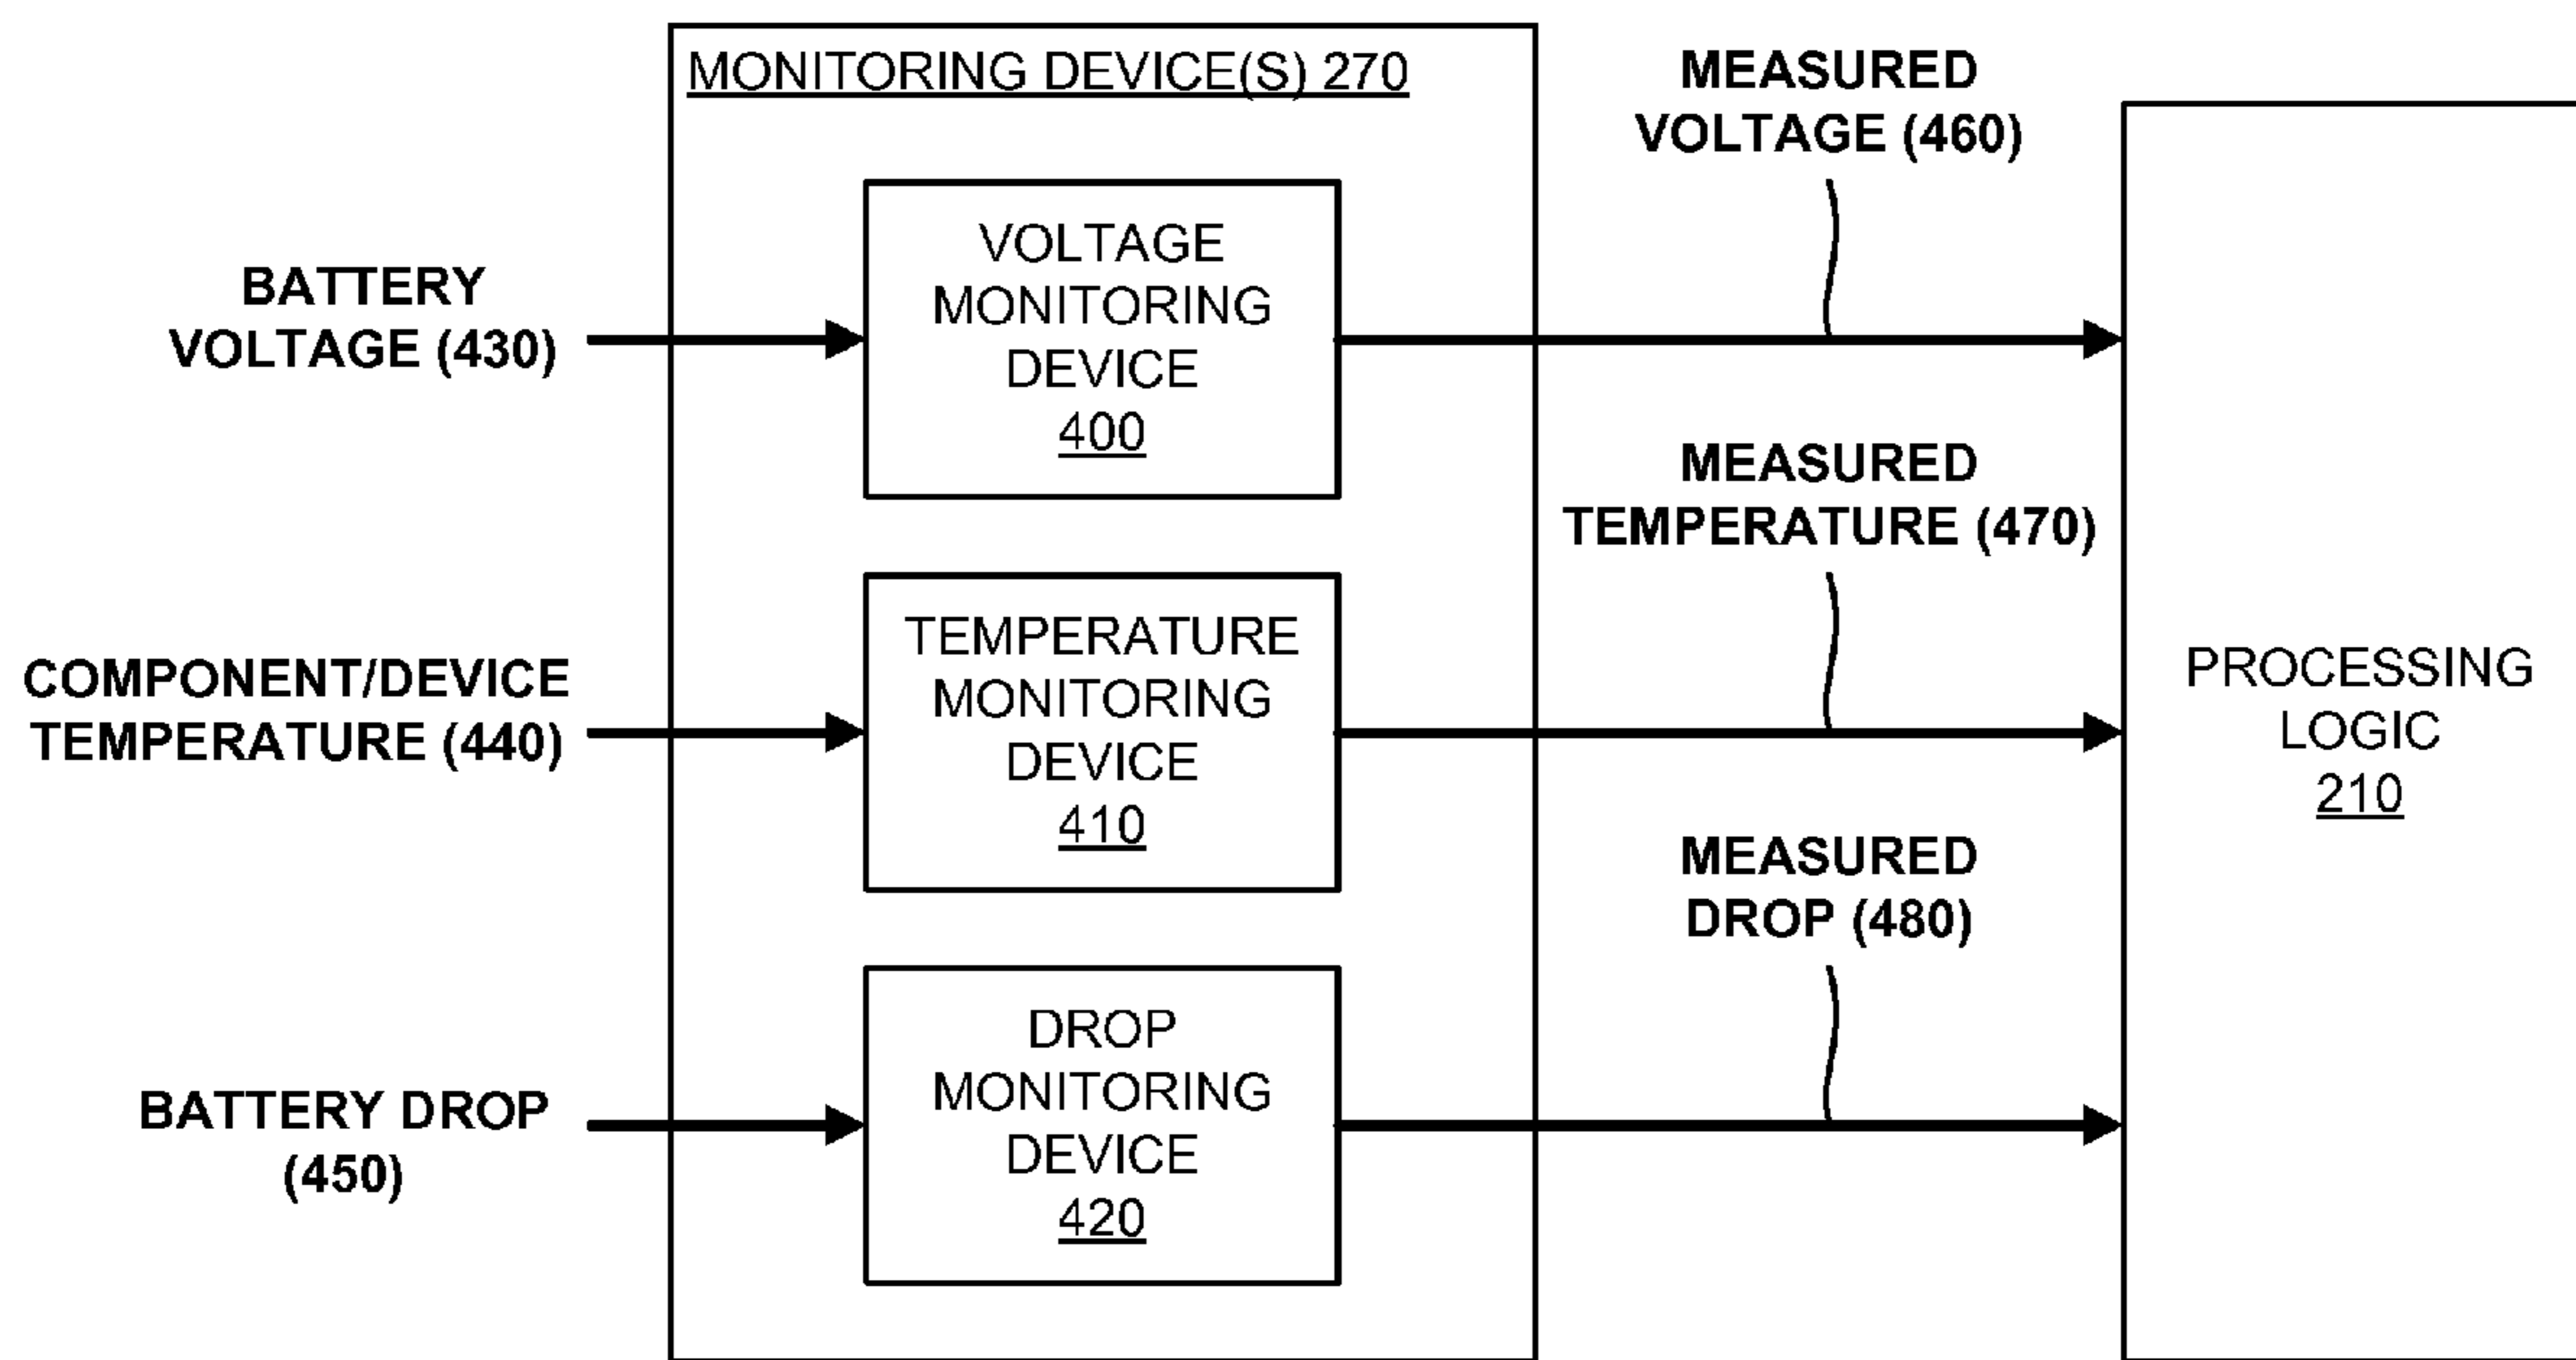 MONITORING DEVICE(S) 270
BATTERY
VOLTAGE (430)
VOLTAGE
MONITORING
DEVICE
400
MEASURED
VOLTAGE (460)
COMPONENT/DEVICE
TEMPERATURE (440)
TEMPERATURE
MONITORING
DEVICE
410
MEASURED
TEMPERATURE (470)
BATTERY DROP
(450)
DROP
MONITORING
DEVICE
420
MEASURED
DROP (480)
PROCESSING
LOGIC
210